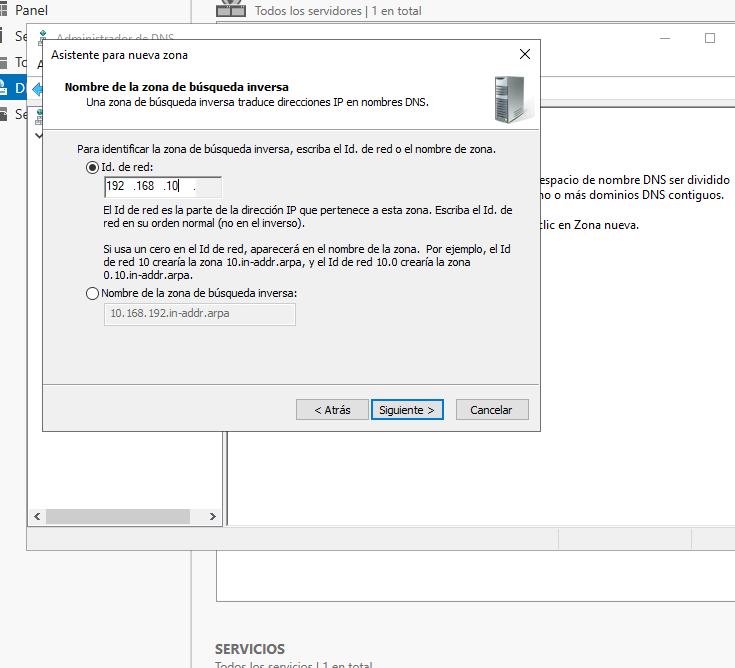 Panel
Todos los servidores | 1 en total
Se
Administrador de DNS
To
A
D
Se
Asistente para nueva zona
Nombre de la zona de búsqueda inversa
Una zona de búsqueda inversa traduce direcciones IP en nombres DNS.
Para identificar la zona de búsqueda inversa, escriba el Id. de red o el nombre de zona.
Id. de red:
192 .168 .10 .
El Id de red es la parte de la dirección IP que pertenece a esta zona. Escriba el Id. de
red en su orden normal (no en el inverso).
Si usa un cero en el Id de red, aparecerá en el nombre de la zona. Por ejemplo, el Id
de red 10 crearía la zona 10.in-addr.arpa, y el Id de red 10.0 crearía la zona
0.10.in-addr.arpa.
Nombre de la zona de búsqueda inversa:
10.168.192.in-addr.arpa
< Atrás
Siguiente >
Cancelar
espacio de nombre DNS ser dividido
no o más dominios DNS contiguos.
clic en Zona nueva.
SERVICIOS
Todos los servicios | 1 en total